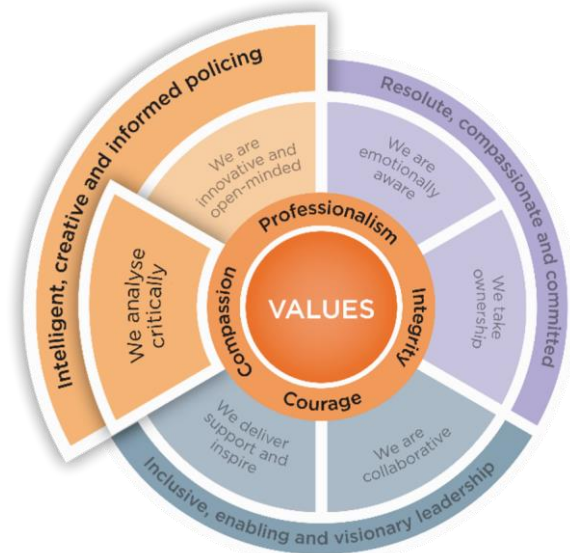 Intelligent, creative and informed policing
We are
innovative and
open-minded
We analyse
critically
Resolute, compassionate and committed
We are
emotionally
aware
We take
ownership
Inclusive, enabling and visionary leadership
We are
collaborative
We deliver
support and
inspire
Professionalism
Integrity
Courage
Compassion
VALUES